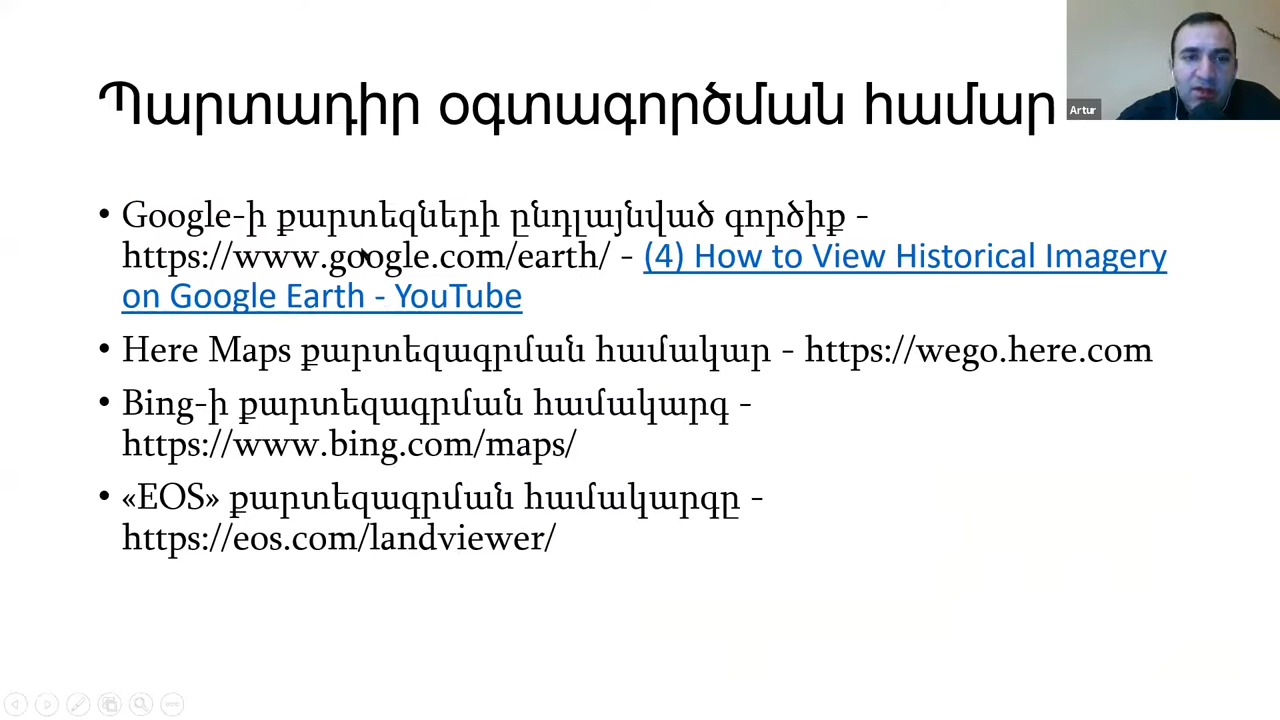 Պարտադիր օգտագործման համար
Artur
• Google-ի քարտեզների ընդլայնված գործիք -
https://www.google.com/earth/ - (4) How to View Historical Imagery
on Google Earth - YouTube
• Here Maps քարտեզագրման համակար - https://wego.here.com
• Bing-ի քարտեզագրման համակարգ -
https://www.bing.com/maps/
• «EOS» քարտեզագրման համակարգը -
https://eos.com/landviewer/